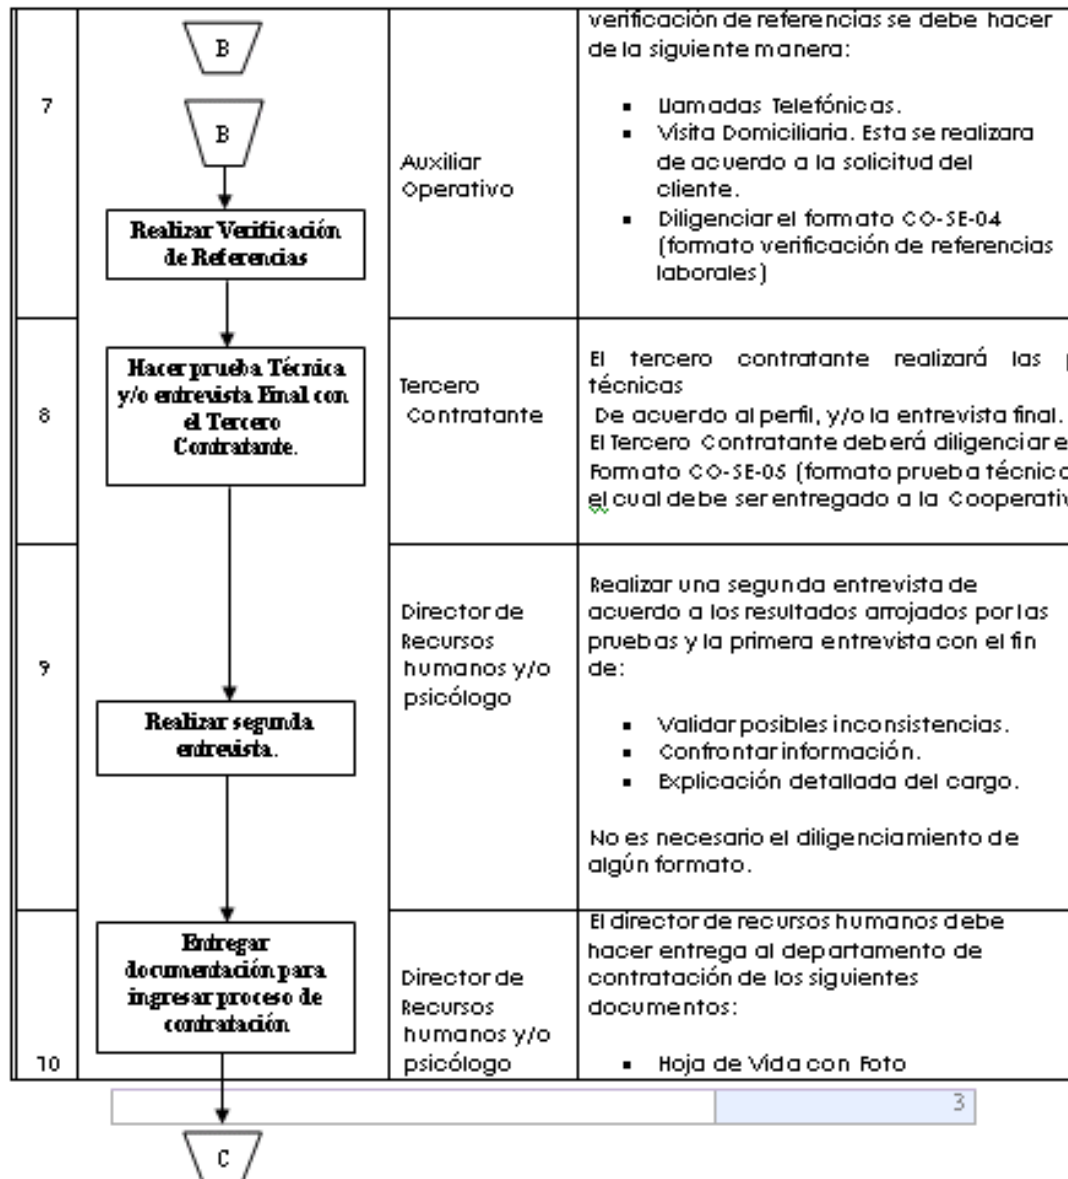 7
B
B
Realizar Verificación
de Referencias
Auxiliar
Operativo
verificación de referencias se debe hacer
de la siguiente manera:
▪ Llamadas Telefónicas.
▪ Visita Domiciliaria. Esta se realizara
de acuerdo a la solicitud del
cliente.
▪ Diligenciar el formato CO-SE-04
(formato verificación de referencias
laborales)
8
Hacer prueba Técnica
y/o entrevista Final con
el Tercero
Contratante.
Tercero
Contratante
El tercero contratante realizará las p
técnicas
De acuerdo al perfil, y/o la entrevista final.
El Tercero Contratante deberá diligenciar e
Formato CO-SE-05 (formato prueba técnica
el cual debe ser entregado a la Cooperativ
9
Realizar segunda
entrevista.
Director de
Recursos
humanos y/o
psicólogo
Realizar una segunda entrevista de
acuerdo a los resultados arrojados por las
pruebas y la primera entrevista con el fin
de:
▪ Validar posibles inconsistencias.
▪ Confrontar información.
▪ Explicación detallada del cargo.
No es necesario el diligenciamiento de
algún formato.
10
Entregar
documentación para
ingresar proceso de
contratación
Director de
Recursos
humanos y/o
psicólogo
El director de recursos humanos debe
hacer entrega al departamento de
contratación de los siguientes
documentos:
▪ Hoja de Vida con Foto
3
C